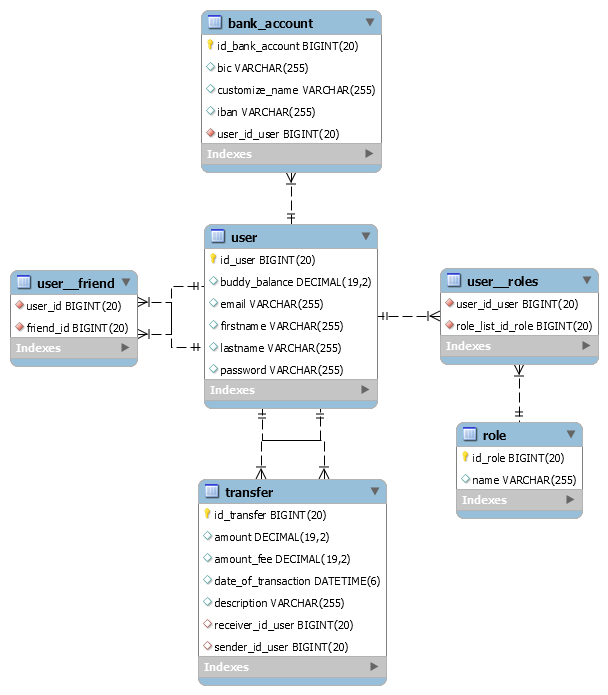 bank_account
id_bank_account BIGINT(20)
bic VARCHAR(255)
customize_name VARCHAR(255)
iban VARCHAR(255)
user_id_user BIGINT(20)
Indexes
user
id_user BIGINT(20)
buddy_balance DECIMAL(19,2)
email VARCHAR(255)
firstname VARCHAR(255)
lastname VARCHAR(255)
password VARCHAR(255)
Indexes
user__friend
user_id BIGINT(20)
friend_id BIGINT(20)
Indexes
user__roles
user_id_user BIGINT(20)
role_list_id_role BIGINT(20)
Indexes
role
id_role BIGINT(20)
name VARCHAR(255)
Indexes
transfer
id_transfer BIGINT(20)
amount DECIMAL(19,2)
amount_fee DECIMAL(19,2)
date_of_transaction DATETIME(6)
description VARCHAR(255)
receiver_id_user BIGINT(20)
sender_id_user BIGINT(20)
Indexes